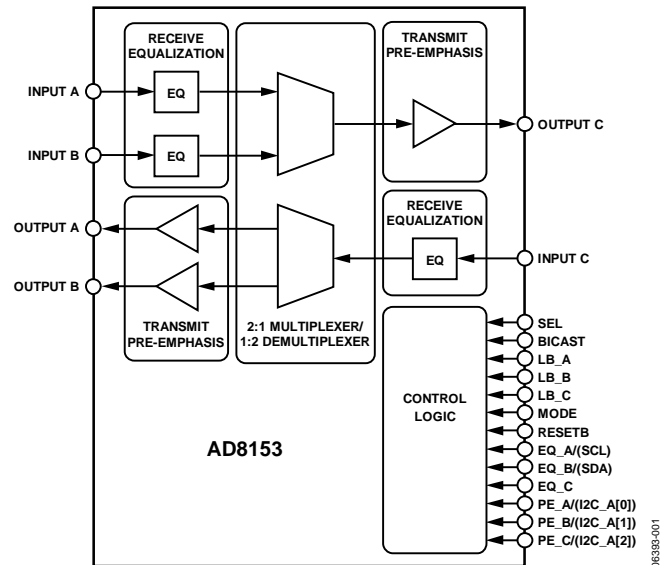 RECEIVE
EQUALIZATION
TRANSMIT
PRE-EMPHASIS
INPUT A
EQ
OUTPUT C
INPUT B
EQ
RECEIVE
EQUALIZATION
OUTPUT A
EQ
INPUT C
OUTPUT B
TRANSMIT
PRE-EMPHASIS
2:1 MULTIPLEXER/
1:2 DEMULTIPLEXER
CONTROL
LOGIC
SEL
BICAST
LB_A
LB_B
LB_C
MODE
RESETB
EQ_A/(SCL)
EQ_B/(SDA)
EQ_C
PE_A/(I2C_A[0])
PE_B/(I2C_A[1])
PE_C/(I2C_A[2])
AD8153
06393-001